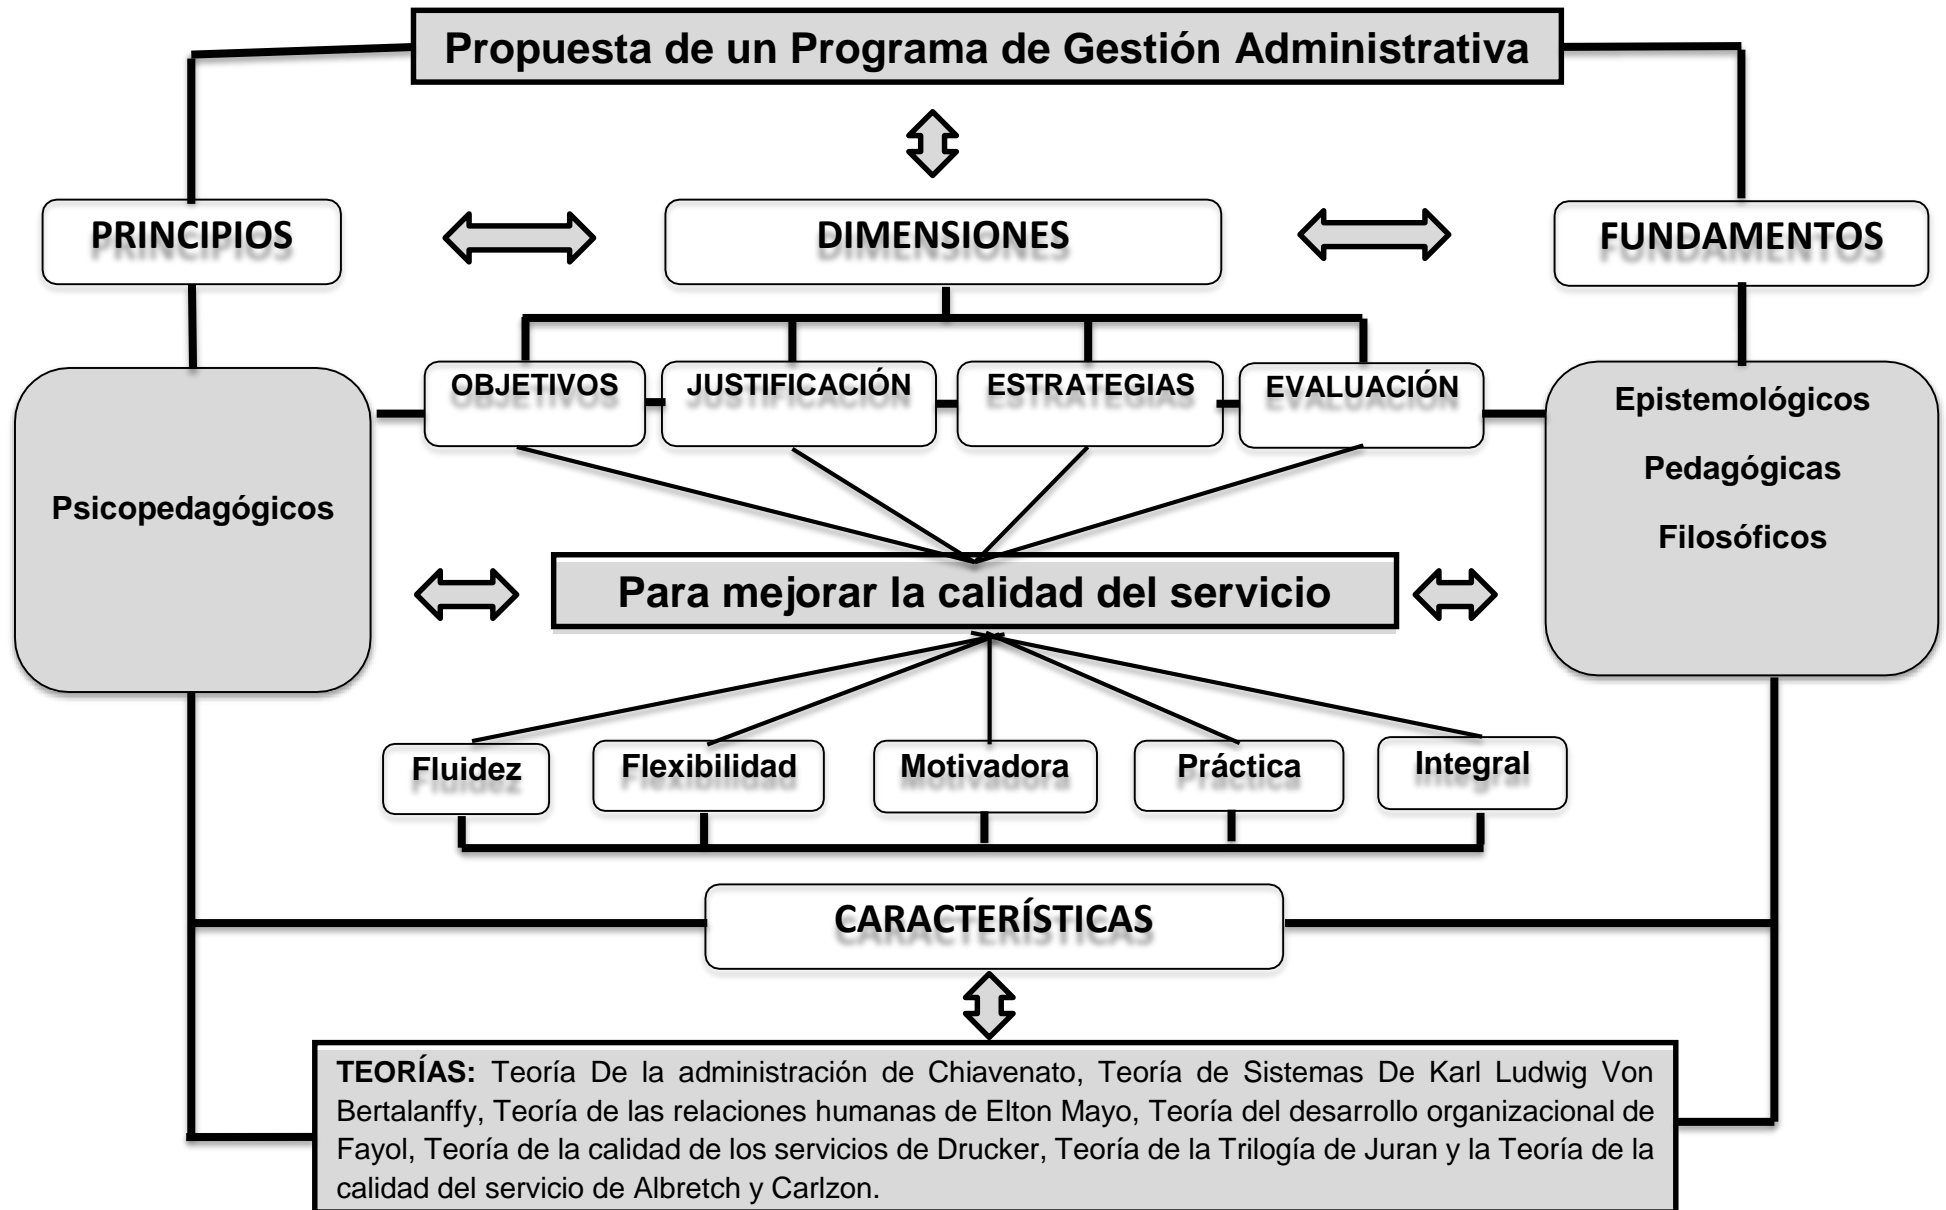 Propuesta de un Programa de Gestión Administrativa
PRINCIPIOS
DIMENSIONES
FUNDAMENTOS
OBJETIVOS
JUSTIFICACIÓN
ESTRATEGIAS
EVALUACIÓN
Psicopedagógicos
Epistemológicos
Pedagógicas
Filosóficos
Para mejorar la calidad del servicio
Fluidez
Flexibilidad
Motivadora
Práctica
Integral
CARACTERÍSTICAS
TEORÍAS: Teoría De la administración de Chiavenato, Teoría de Sistemas De Karl Ludwig Von
Bertalanffy, Teoría de las relaciones humanas de Elton Mayo, Teoría del desarrollo organizacional de
Fayol, Teoría de la calidad de los servicios de Drucker, Teoría de la Trilogía de Juran y la Teoría de la
calidad del servicio de Albretch y Carlzon.